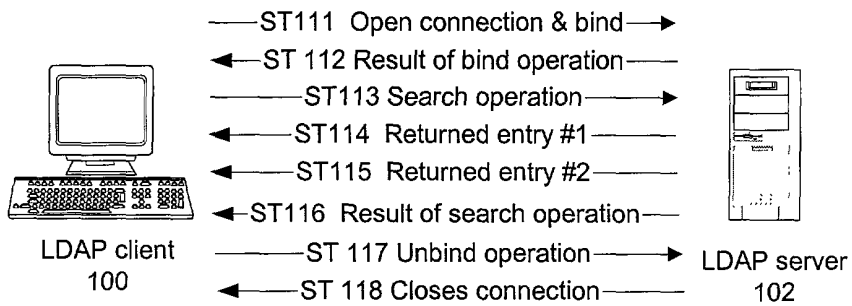 ST111 Open connection & bind
ST 112 Result of bind operation
ST113 Search operation
ST114 Returned entry #1
ST115 Returned entry #2
ST116 Result of search operation
ST 117 Unbind operation
ST 118 Closes connection
LDAP client
100
LDAP server
102